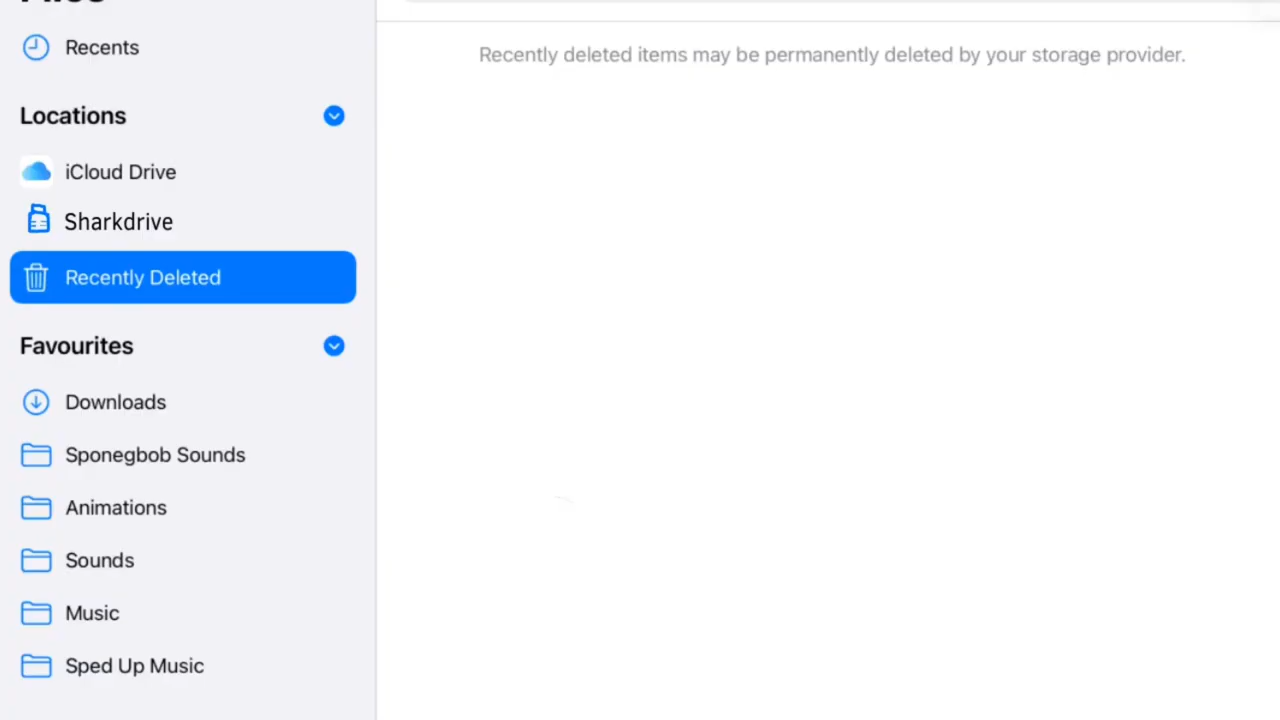 Recents
Locations
iCloud Drive
Sharkdrive
Recently Deleted
Favourites
Downloads
Sponegbob Sounds
Animations
Sounds
Music
Sped Up Music
Recently deleted items may be permanently deleted by your storage provider.